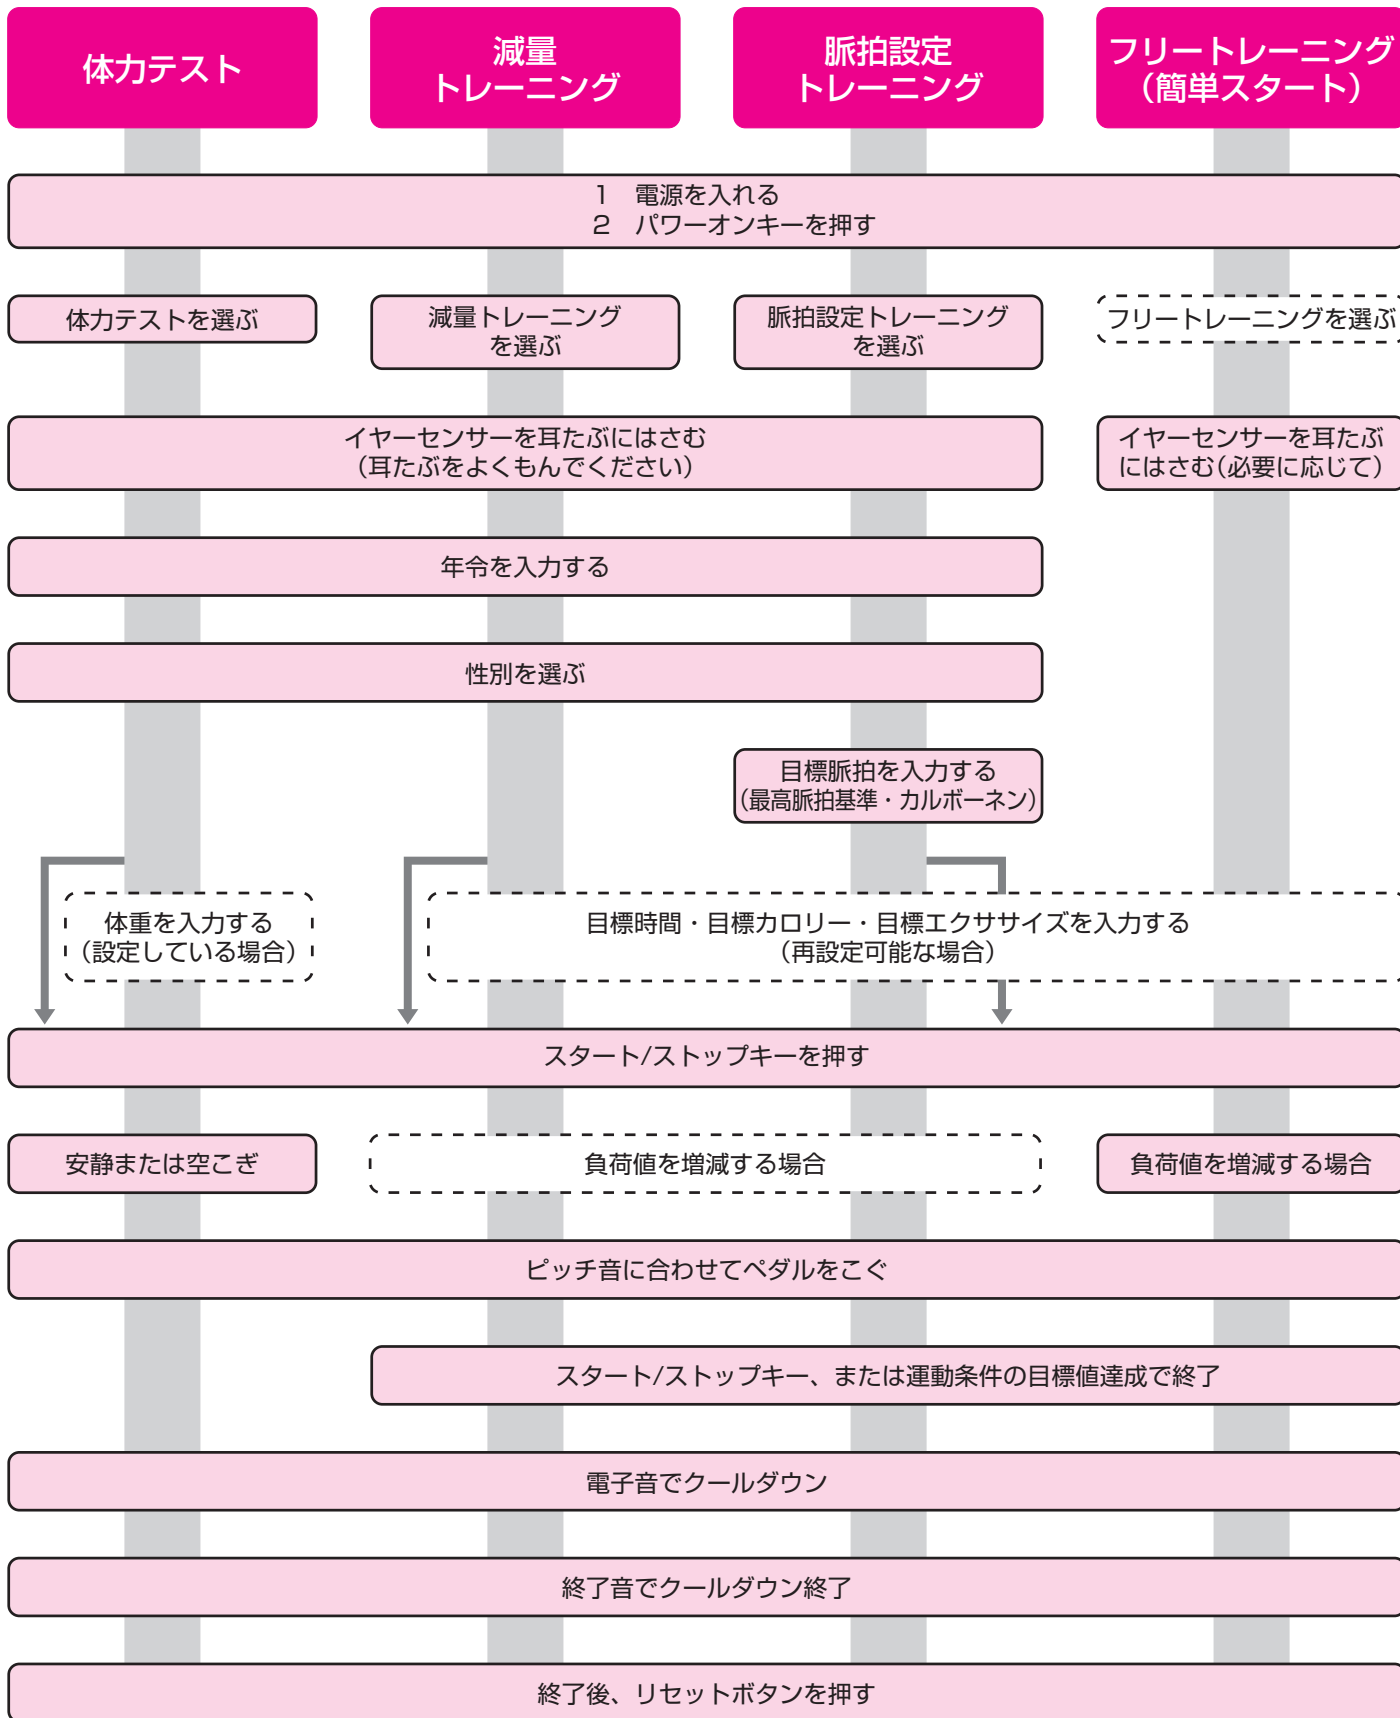 体力テスト
減量
トレーニング
脈拍設定
トレーニング
フリートレーニング
（簡単スタート）
1　電源を入れる
2　パワーオンキーを押す
体力テストを選ぶ
減量トレーニング
を選ぶ
脈拍設定トレーニング
を選ぶ
フリートレーニングを選ぶ
イヤーセンサーを耳たぶにはさむ
（耳たぶをよくもんでください）
イヤーセンサーを耳たぶ
にはさむ（必要に応じて）
年令を入力する
性別を選ぶ
目標脈拍を入力する
（最高脈拍基準・カルボーネン）
体重を入力する
（設定している場合）
目標時間・目標カロリー・目標エクササイズを入力する
（再設定可能な場合）
スタート/ストップキーを押す
安静または空こぎ
負荷値を増減する場合
負荷値を増減する場合
ピッチ音に合わせてペダルをこぐ
スタート/ストップキー、または運動条件の目標値達成で終了
電子音でクールダウン
終了音でクールダウン終了
終了後、リセットボタンを押す